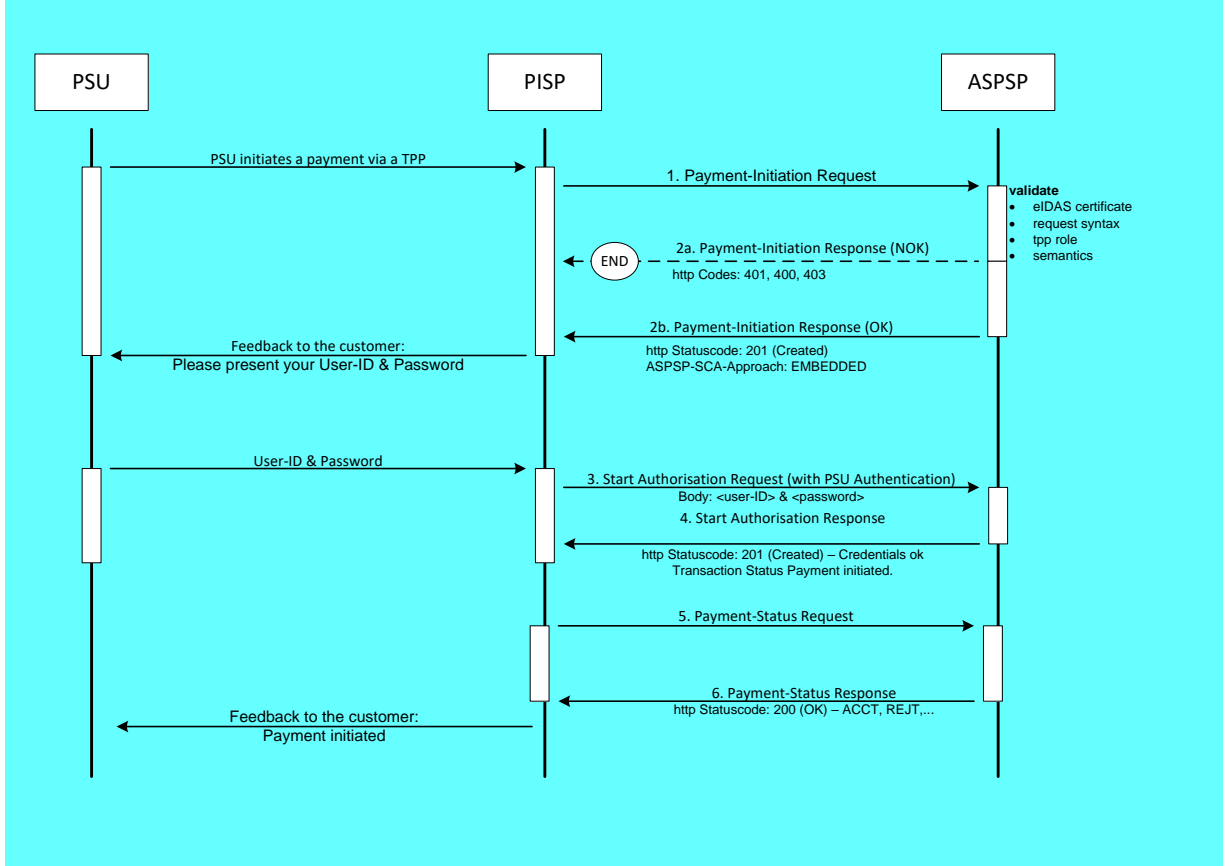 PSU
PISP
ASPSP
PSU initiates a payment via a TPP
1. Payment-Initiation Request
validate
• eIDAS certificate
• request syntax
• tpp role
• semantics
2a. Payment-Initiation Response (NOK)
END
http Codes: 401, 400, 403
2b. Payment-Initiation Response (OK)
http Statuscode: 201 (Created)
ASPSP-SCA-Approach: EMBEDDED
Feedback to the customer:
Please present your User-ID & Password
User-ID & Password
3. Start Authorisation Request (with PSU Authentication)
Body: <user-ID> & <password>
4. Start Authorisation Response
http Statuscode: 201 (Created) – Credentials ok
Transaction Status Payment initiated.
5. Payment-Status Request
6. Payment-Status Response
http Statuscode: 200 (OK) – ACCT, REJT,...
Feedback to the customer:
Payment initiated